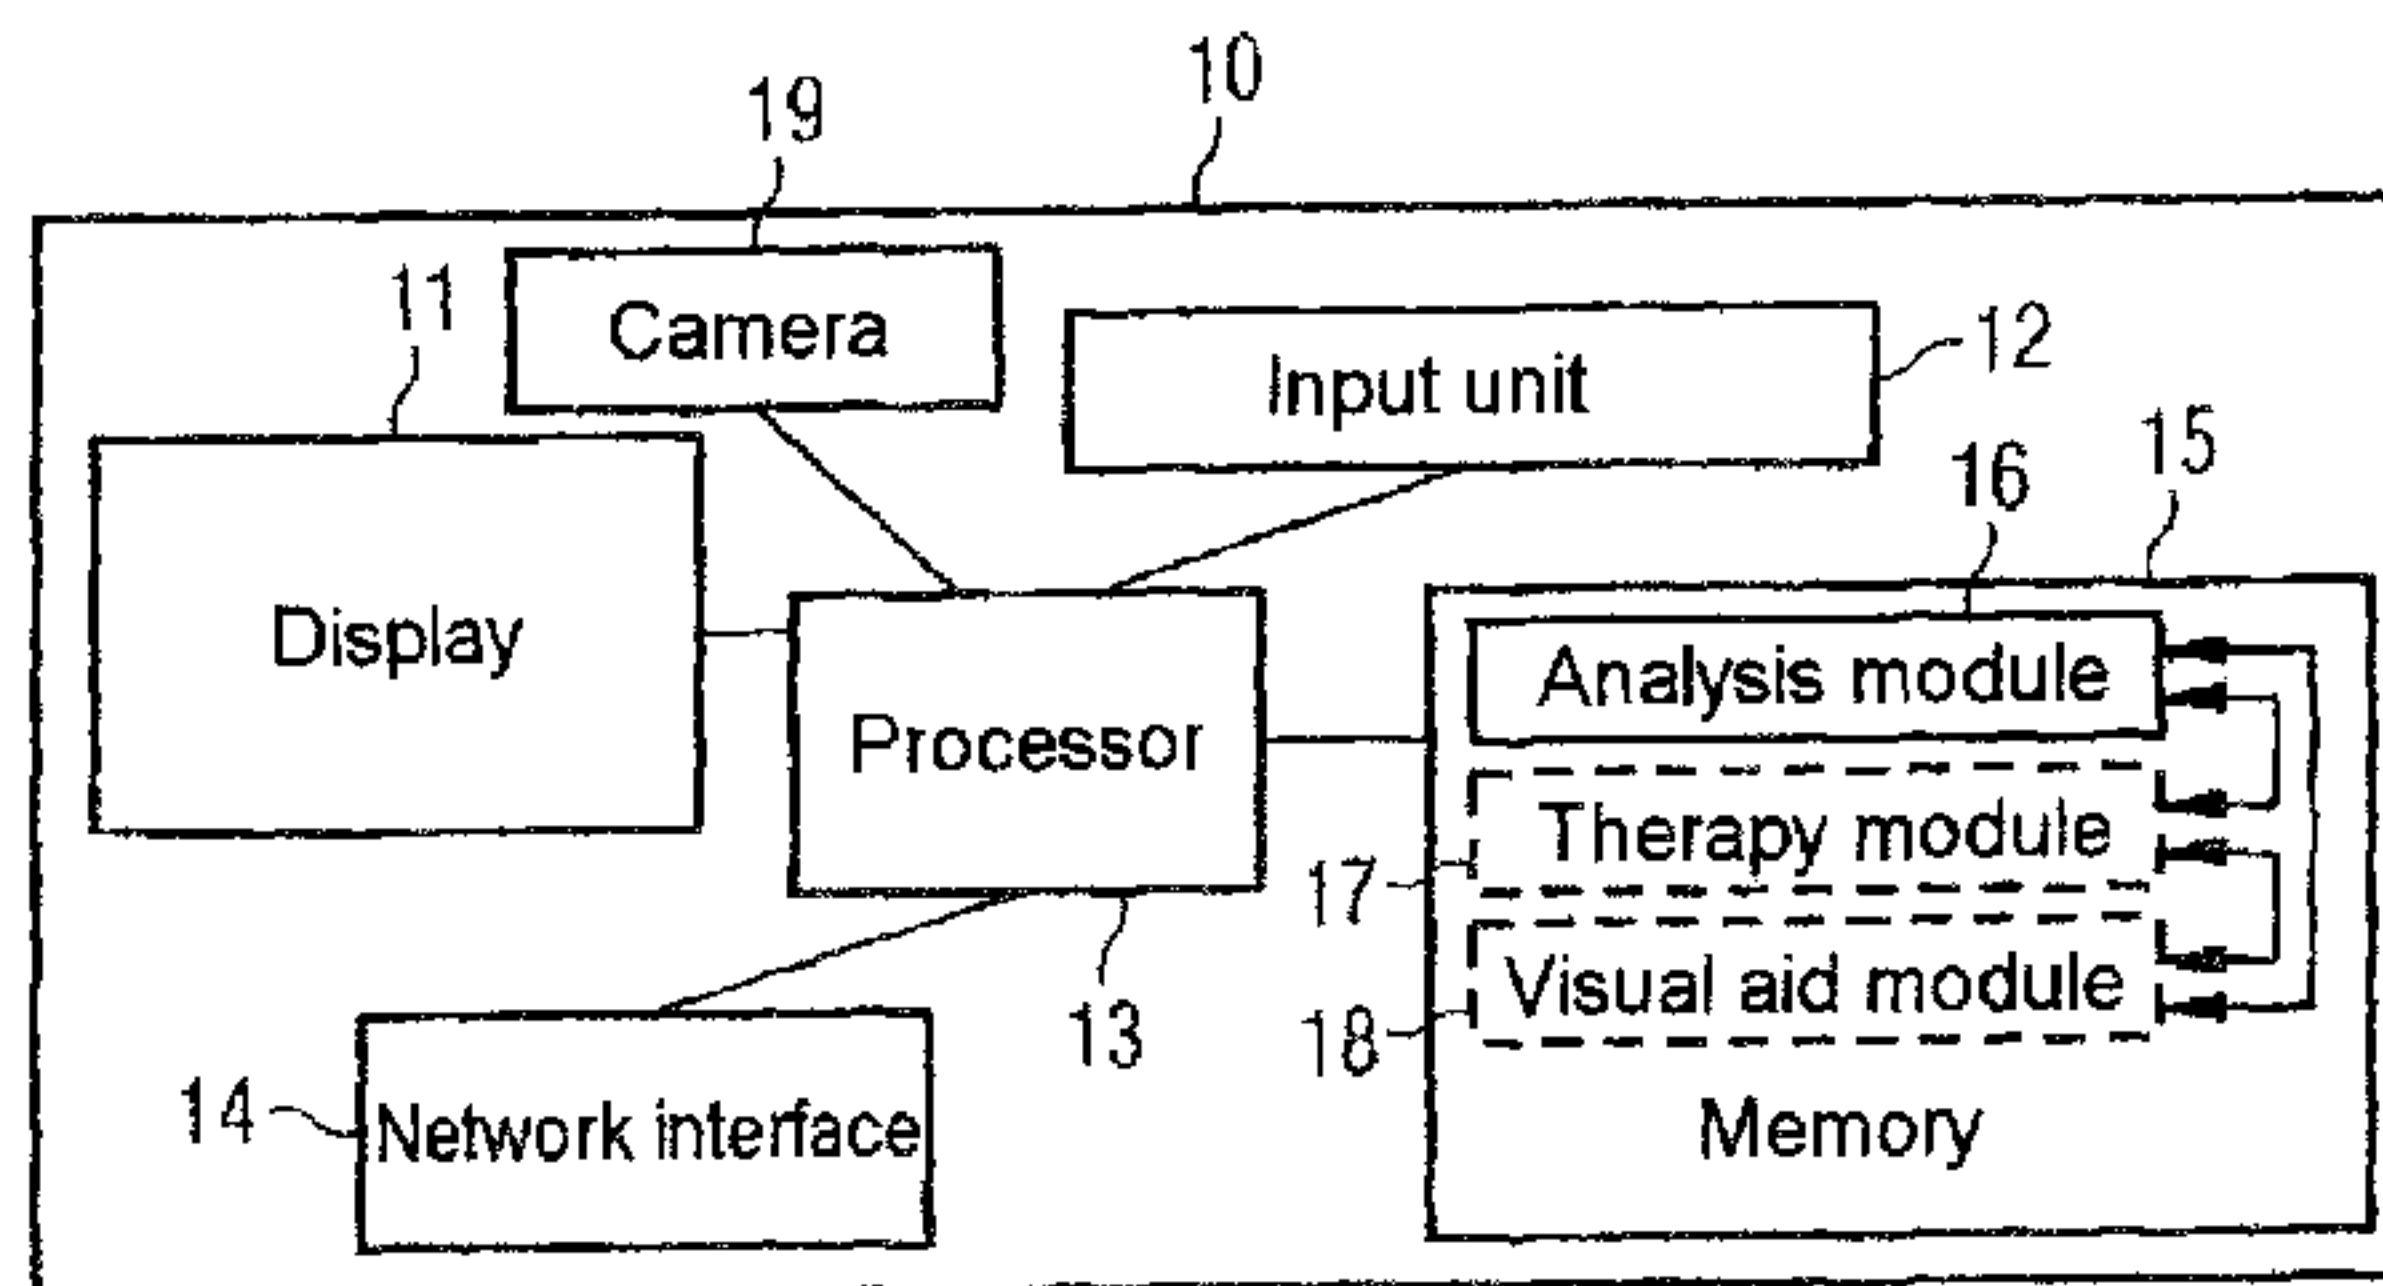 10
19
11
Camera
12
Input unit
15
16
Display
Analysis module
Processor
Therapy module
17
Visual aid module
18
13
14
Network interface
Memory